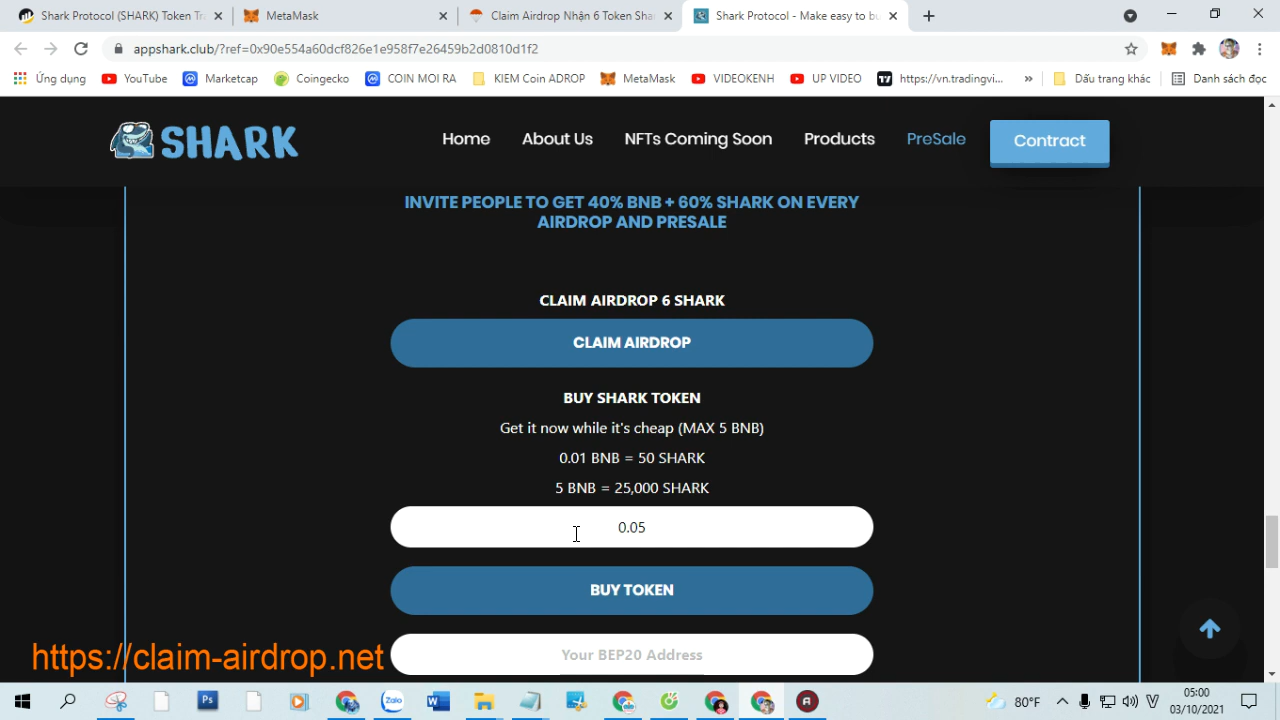 Shark Protocol (SHARK) Token Tra
MetaMask
Claim Airdrop Nhận 6 Token Sha
Shark Protocol - Make easy to bu
appshark.club/?ref=0x90e554a60dcf826e1e958f7e26459b2d0810d1f2
Ứng dụng
YouTube
Marketcap
Coingecko
COIN MOI RA
KIEM Coin ADROP
MetaMask
VIDEOKENH
UP VIDEO
https://vn.tradingvi...
»
Dấu trang khác
Danh sách đọc
SHARK
Home
About Us
NFTs Coming Soon
Products
PreSale
Contract
INVITE PEOPLE TO GET 40% BNB + 60% SHARK ON EVERY
AIRDROP AND PRESALE
CLAIM AIRDROP 6 SHARK
CLAIM AIRDROP
BUY SHARK TOKEN
Get it now while it's cheap (MAX 5 BNB)
0.01 BNB = 50 SHARK
5 BNB = 25,000 SHARK
0.05
BUY TOKEN
Your BEP20 Address
https://claim-airdrop.net
80°F
05:00
03/10/2021